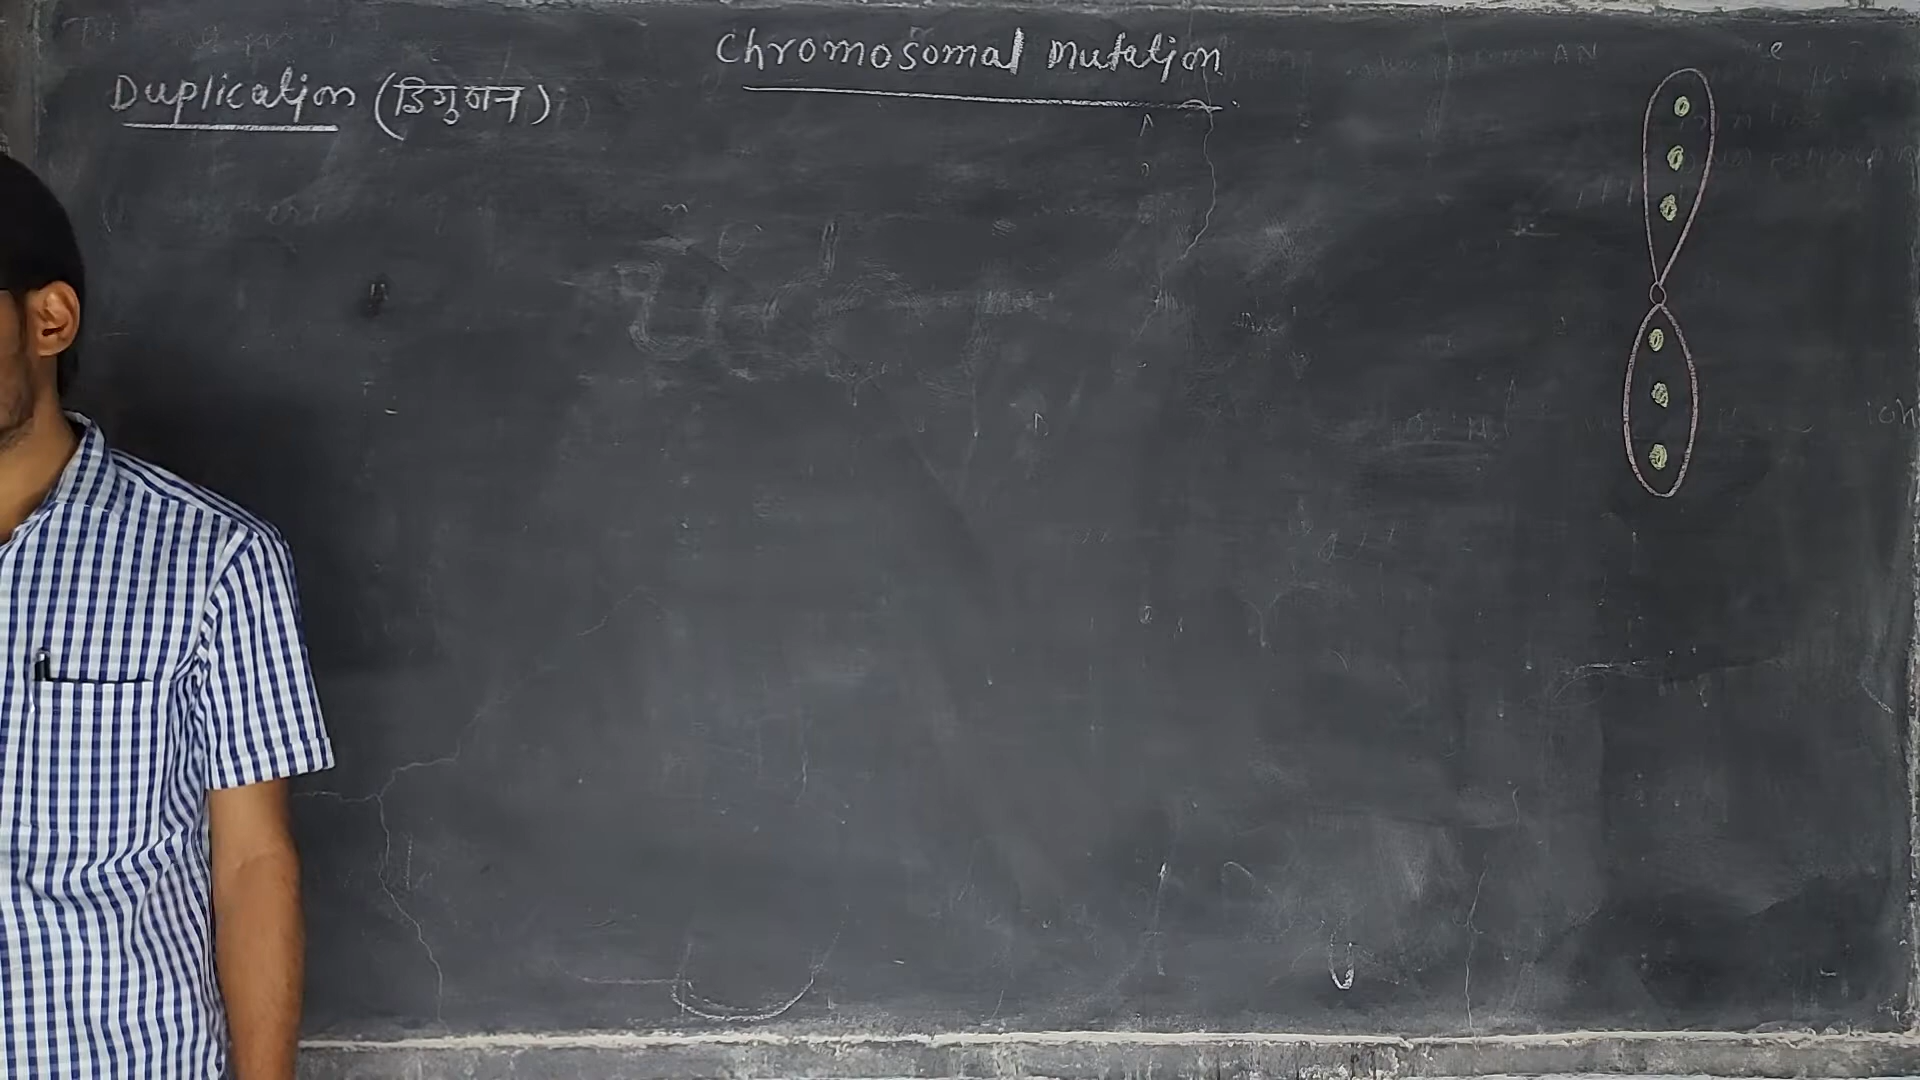 Chromosomal Mutation
Duplication (डिगुणन)